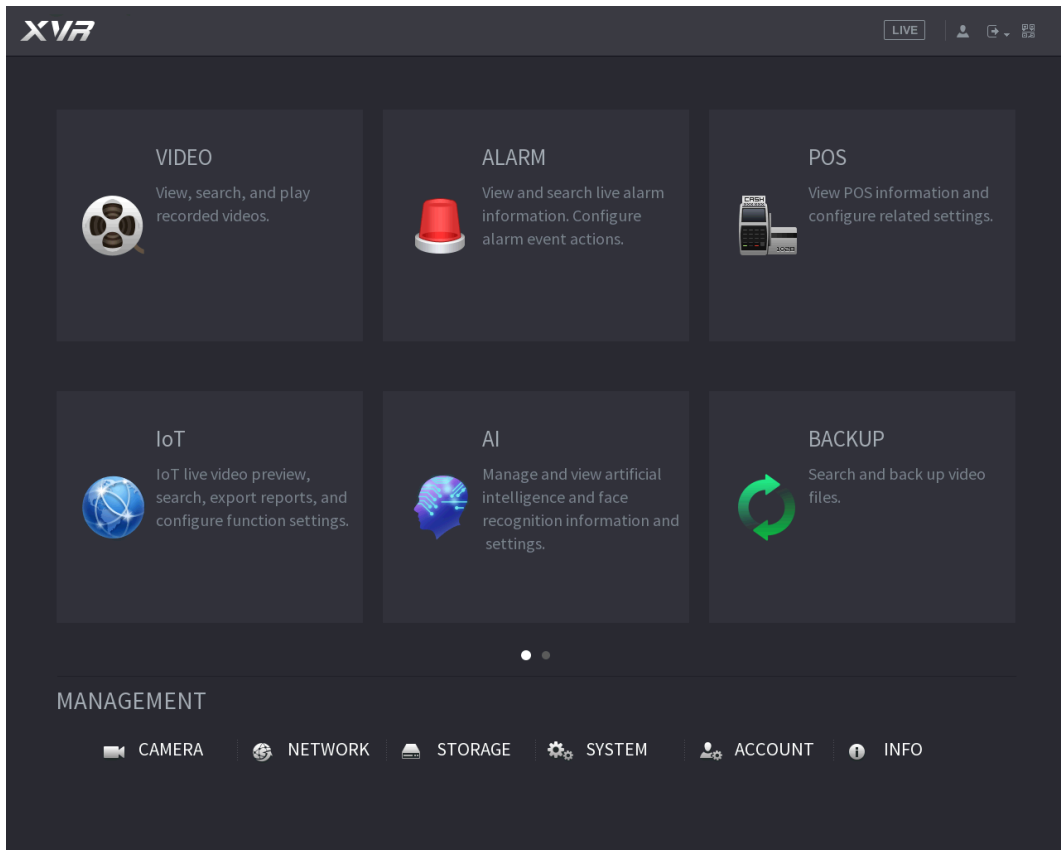 XVR
LIVE
VIDEO
View, search, and play
recorded videos.
ALARM
View and search live alarm
information. Configure
alarm event actions.
POS
View POS information and
configure related settings.
CASH
IoT
IoT live video preview,
search, export reports, and
configure function settings.
AI
Manage and view artificial
intelligence and face
recognition information and
settings.
BACKUP
Search and back up video
files.
MANAGEMENT
CAMERA
NETWORK
STORAGE
SYSTEM
ACCOUNT
INFO